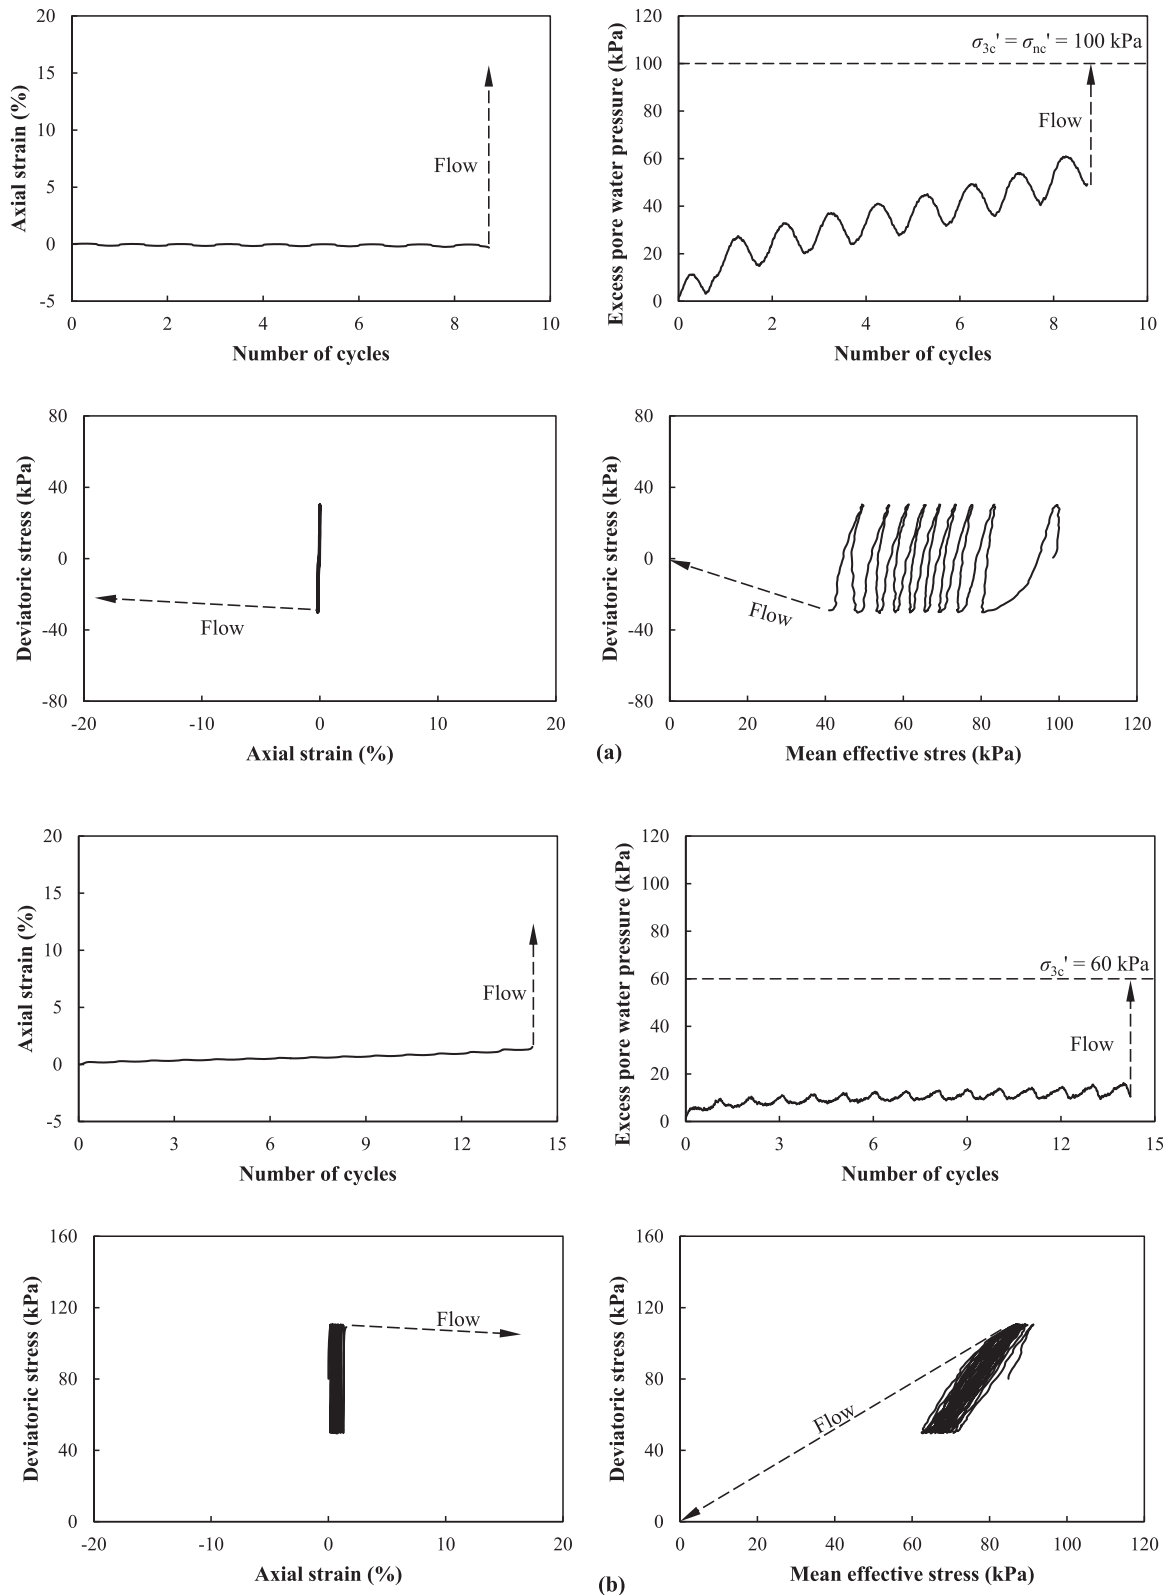 20
15
10
5
0
-5
Axial strain (%)
Flow
0 2 4 6 8 10
Number of cycles
120
100
80
60
40
20
0
Excess pore water pressure (kPa)
σ3c' = σnc' = 100 kPa
Flow
0 2 4 6 8 10
Number of cycles
80
40
0
-40
-80
Deviatoric stress (kPa)
Flow
-20 -10 0 10 20
Axial strain (%)
80
40
0
-40
-80
Deviatoric stress (kPa)
Flow
0 20 40 60 80 100 120
Mean effective stres (kPa)
(a)
20
15
10
5
0
-5
Axial strain (%)
Flow
0 3 6 9 12 15
Number of cycles
120
100
80
60
40
20
0
Excess pore water pressure (kPa)
σ3c' = 60 kPa
Flow
0 3 6 9 12 15
Number of cycles
160
120
80
40
0
Deviatoric stress (kPa)
Flow
-20 -10 0 10 20
Axial strain (%)
160
120
80
40
0
Deviatoric stress (kPa)
Flow
0 20 40 60 80 100 120
Mean effective stress (kPa)
(b)